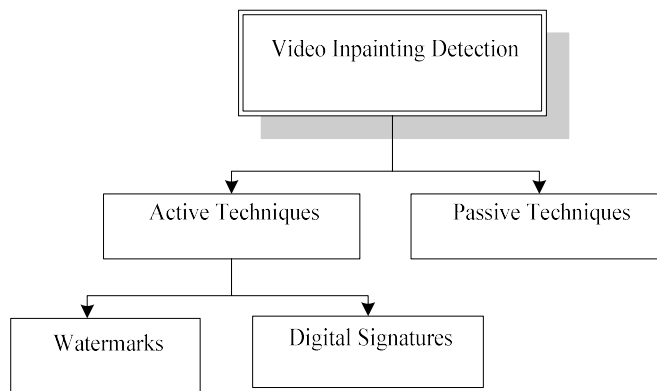 Video Inpainting Detection
Active Techniques
Passive Techniques
Watermarks
Digital Signatures